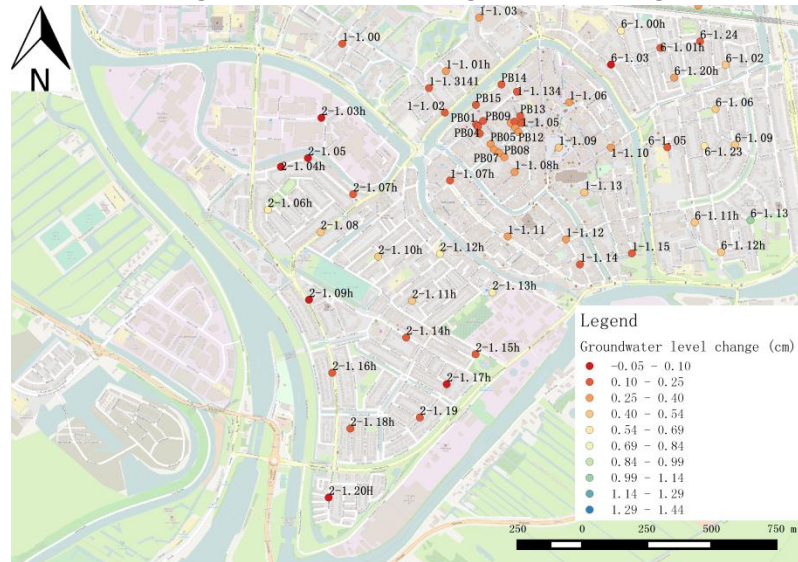 1-1.03
6-1.00h
1-1.00
6-1.24
6-1.01h
6-1.03
6-1.02
1-1.01h
6-1.20h
N
1-1.3141
PB14
1-1.134
PB15
1-1.06
6-1.06
1-1.02
PB13
2-1.03h
PB01
PB09
1-1.05
PB04
PB05
PB12
1-1.09
1-1.10
6-1.05
6-1.09
6-1.23
2-1.05
2-1.04h
PB07
PB08
1-1.08h
1-1.07h
2-1.07h
1-1.13
2-1.06h
6-1.11h
6-1.13
2-1.08
1-1.11
1-1.12
2-1.10h
2-1.12h
1-1.15
6-1.12h
1-1.14
2-1.09h
2-1.11h
2-1.13h
2-1.14h
2-1.15h
2-1.16h
2-1.17h
2-1.19
2-1.18h
2-1.20H
Legend
Groundwater level change (cm)
-0.05 - 0.10
0.10 - 0.25
0.25 - 0.40
0.40 - 0.54
0.54 - 0.69
0.69 - 0.84
0.84 - 0.99
0.99 - 1.14
1.14 - 1.29
1.29 - 1.44
250 0 250 500 750 m